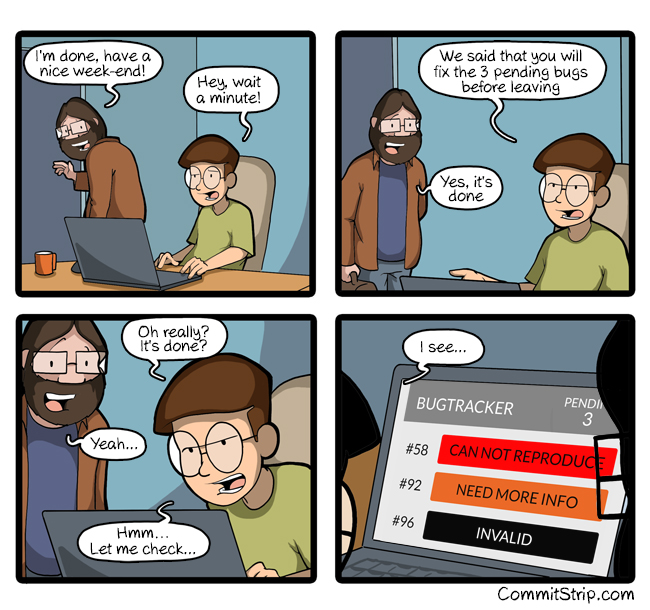 I'm done, have a
nice week-end!
Hey, wait
a minute!
We said that you will
fix the 3 pending bugs
before leaving
Yes, it's
done
Oh really?
It's done?
Yeah...
Hmm...
Let me check...
I see...
BUGTRACKER
PENDI
3
#58
CAN NOT REPRODUCE
#92
NEED MORE INFO
#96
INVALID
CommitStrip.com